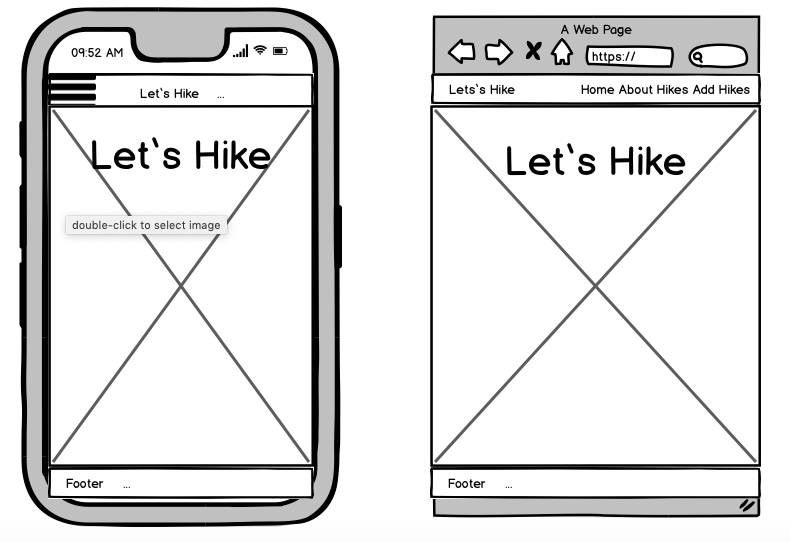 09:52 AM
Let`s Hike ...
Let`s Hike
double-click to select image
Footer ...
A Web Page
https://
Lets`s Hike Home About Hikes Add Hikes
Let`s Hike
Footer ...